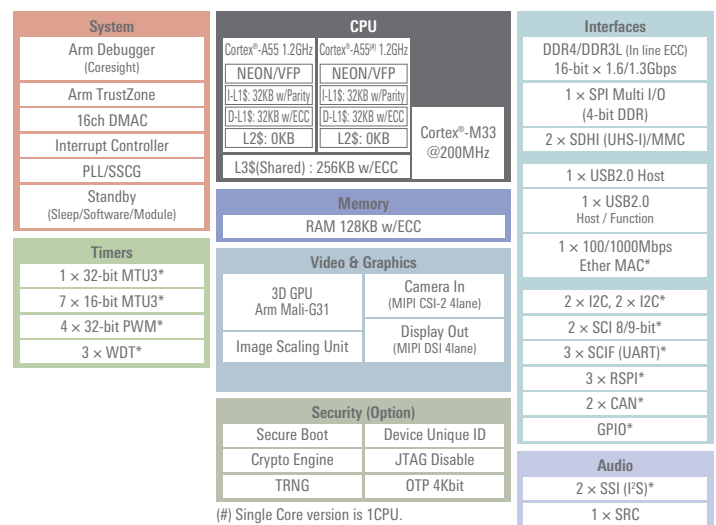 System
Arm Debugger
(Coresight)
Arm TrustZone
16ch DMAC
Interrupt Controller
PLL/SSCG
Standby
(Sleep/Software/Module)
Timers
1 × 32-bit MTU3*
7 × 16-bit MTU3*
4 × 32-bit PWM*
3 × WDT*
CPU
Cortex®-A55 1.2GHz
NEON/VFP
I-L1$: 32KB w/Parity
D-L1$: 32KB w/ECC
L2$: 0KB
Cortex®-A55(#) 1.2GHz
NEON/VFP
I-L1$: 32KB w/Parity
D-L1$: 32KB w/ECC
L2$: 0KB
L3$(Shared) : 256KB w/ECC
Cortex®-M33
@200MHz
Memory
RAM 128KB w/ECC
Video & Graphics
3D GPU
Arm Mali-G31
Image Scaling Unit
Camera In
(MIPI CSI-2 4lane)
Display Out
(MIPI DSI 4lane)
Security (Option)
Secure Boot
Device Unique ID
Crypto Engine
JTAG Disable
TRNG
OTP 4Kbit
(#) Single Core version is 1CPU.
Interfaces
DDR4/DDR3L (In line ECC)
16-bit × 1.6/1.3Gbps
1 × SPI Multi I/O
(4-bit DDR)
2 × SDHI (UHS-I)/MMC
1 × USB2.0 Host
1 × USB2.0
Host / Function
1 × 100/1000Mbps
Ether MAC*
2 × I2C, 2 × I2C*
2 × SCI 8/9-bit*
3 × SCIF (UART)*
3 × RSPI*
2 × CAN*
GPIO*
Audio
2 × SSI (I²S)*
1 × SRC